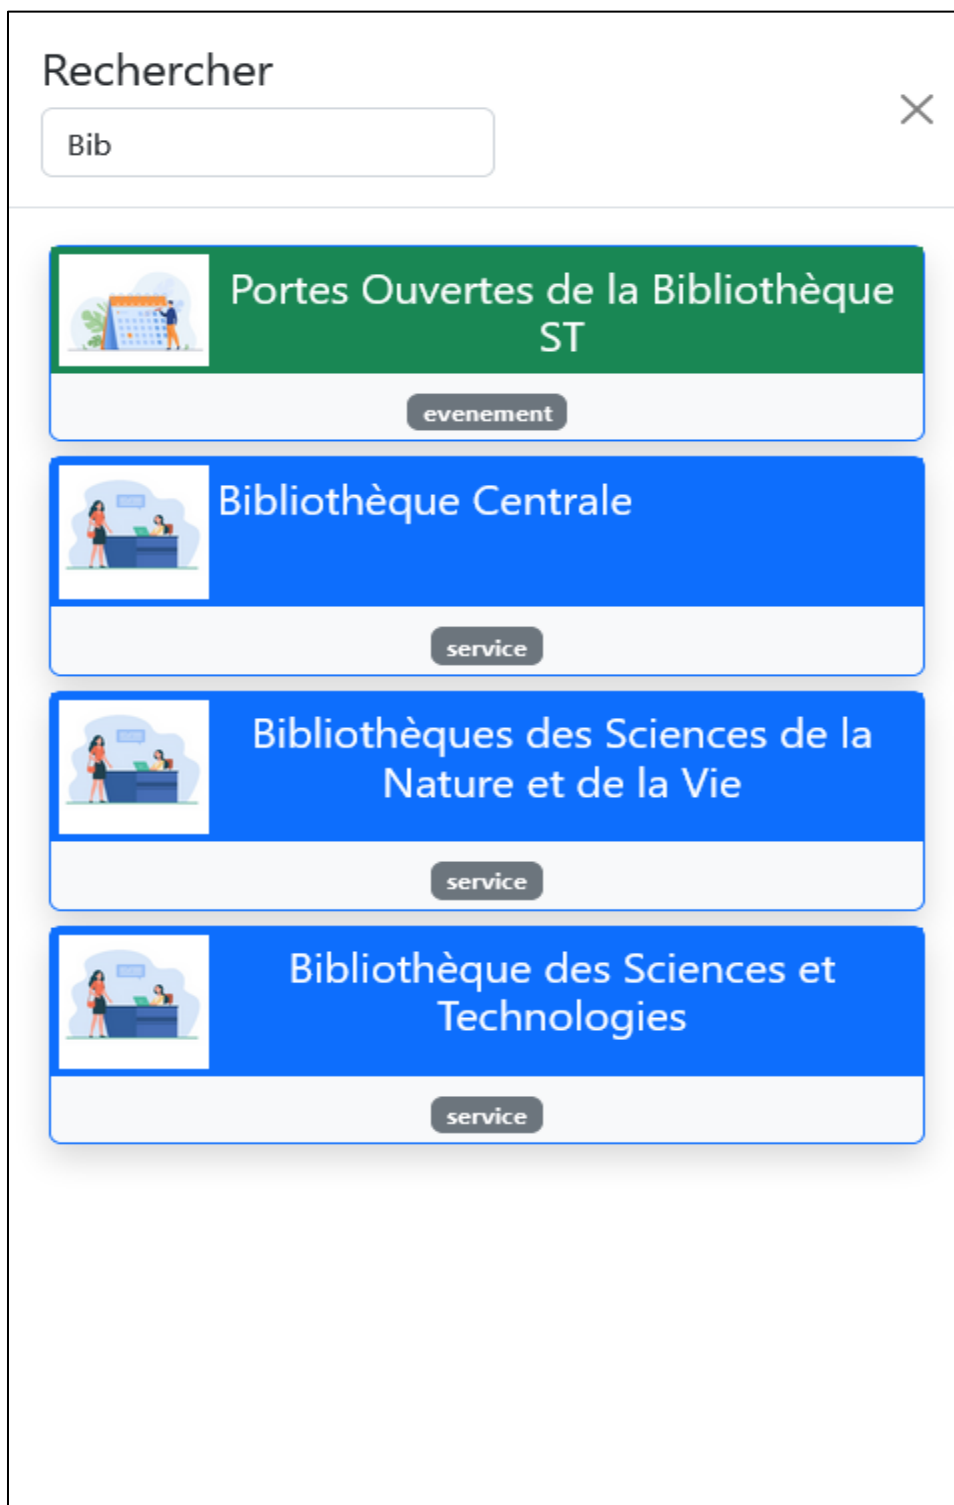 Rechercher
Bib
Portes Ouvertes de la Bibliothèque
ST
evenement
Bibliothèque Centrale
service
Bibliothèques des Sciences de la
Nature et de la Vie
service
Bibliothèque des Sciences et
Technologies
service